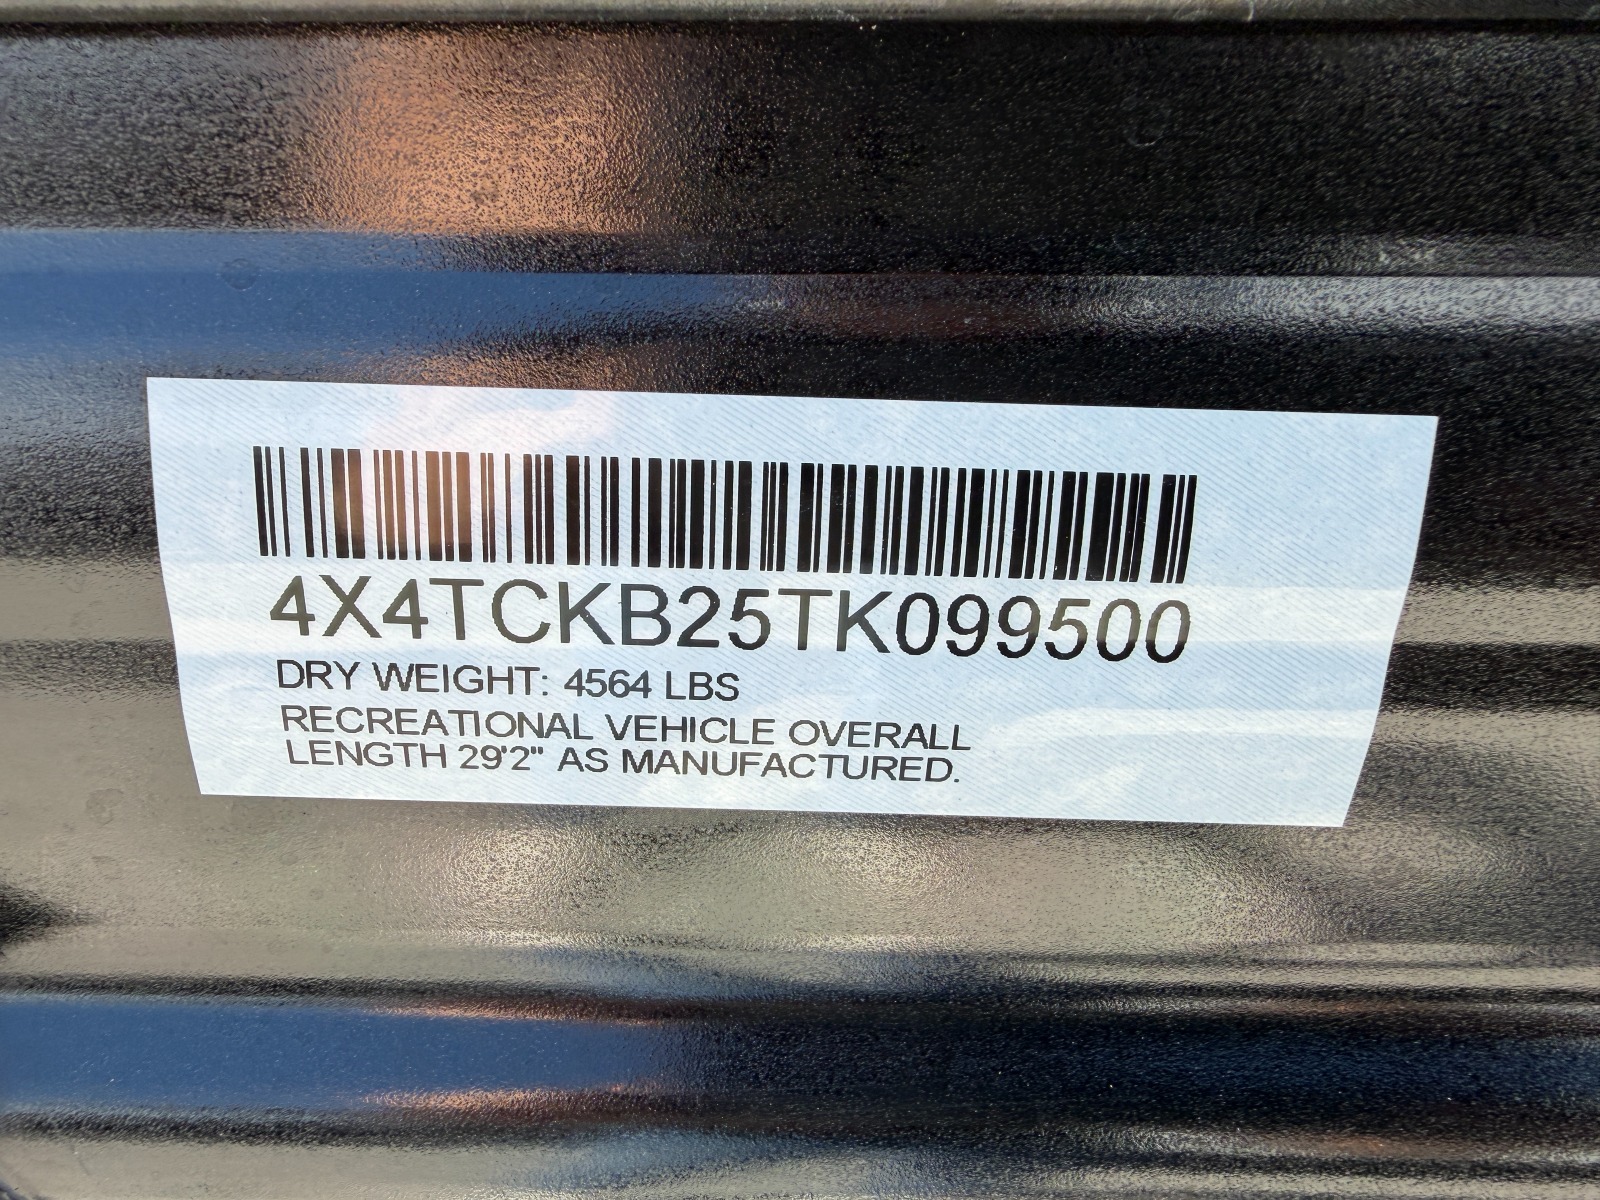 4X4TCKB25TK099500
DRY WEIGHT: 4564 LBS
RECREATIONAL VEHICLE OVERALL
LENGTH 29'2" AS MANUFACTURED.